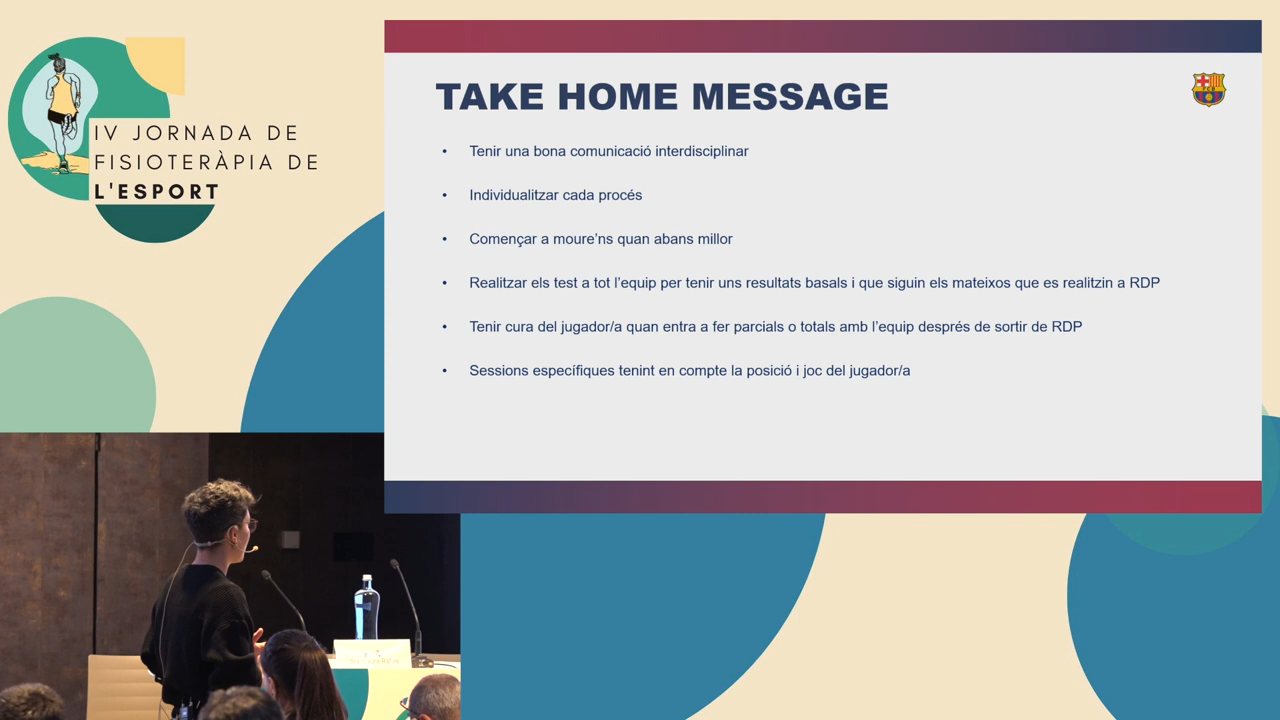 IV JORNADA DE
FISIOTERÀPIA DE
L'ESPORT
TAKE HOME MESSAGE
• Tenir una bona comunicació interdisciplinar
• Individualitzar cada procés
• Començar a moure’ns quan abans millor
• Realitzar els test a tot l’equip per tenir uns resultats basals i que siguin els mateixos que es realitzin a RDP
• Tenir cura del jugador/a quan entra a fer parcials o totals amb l’equip després de sortir de RDP
• Sessions específiques tenint en compte la posició i joc del jugador/a